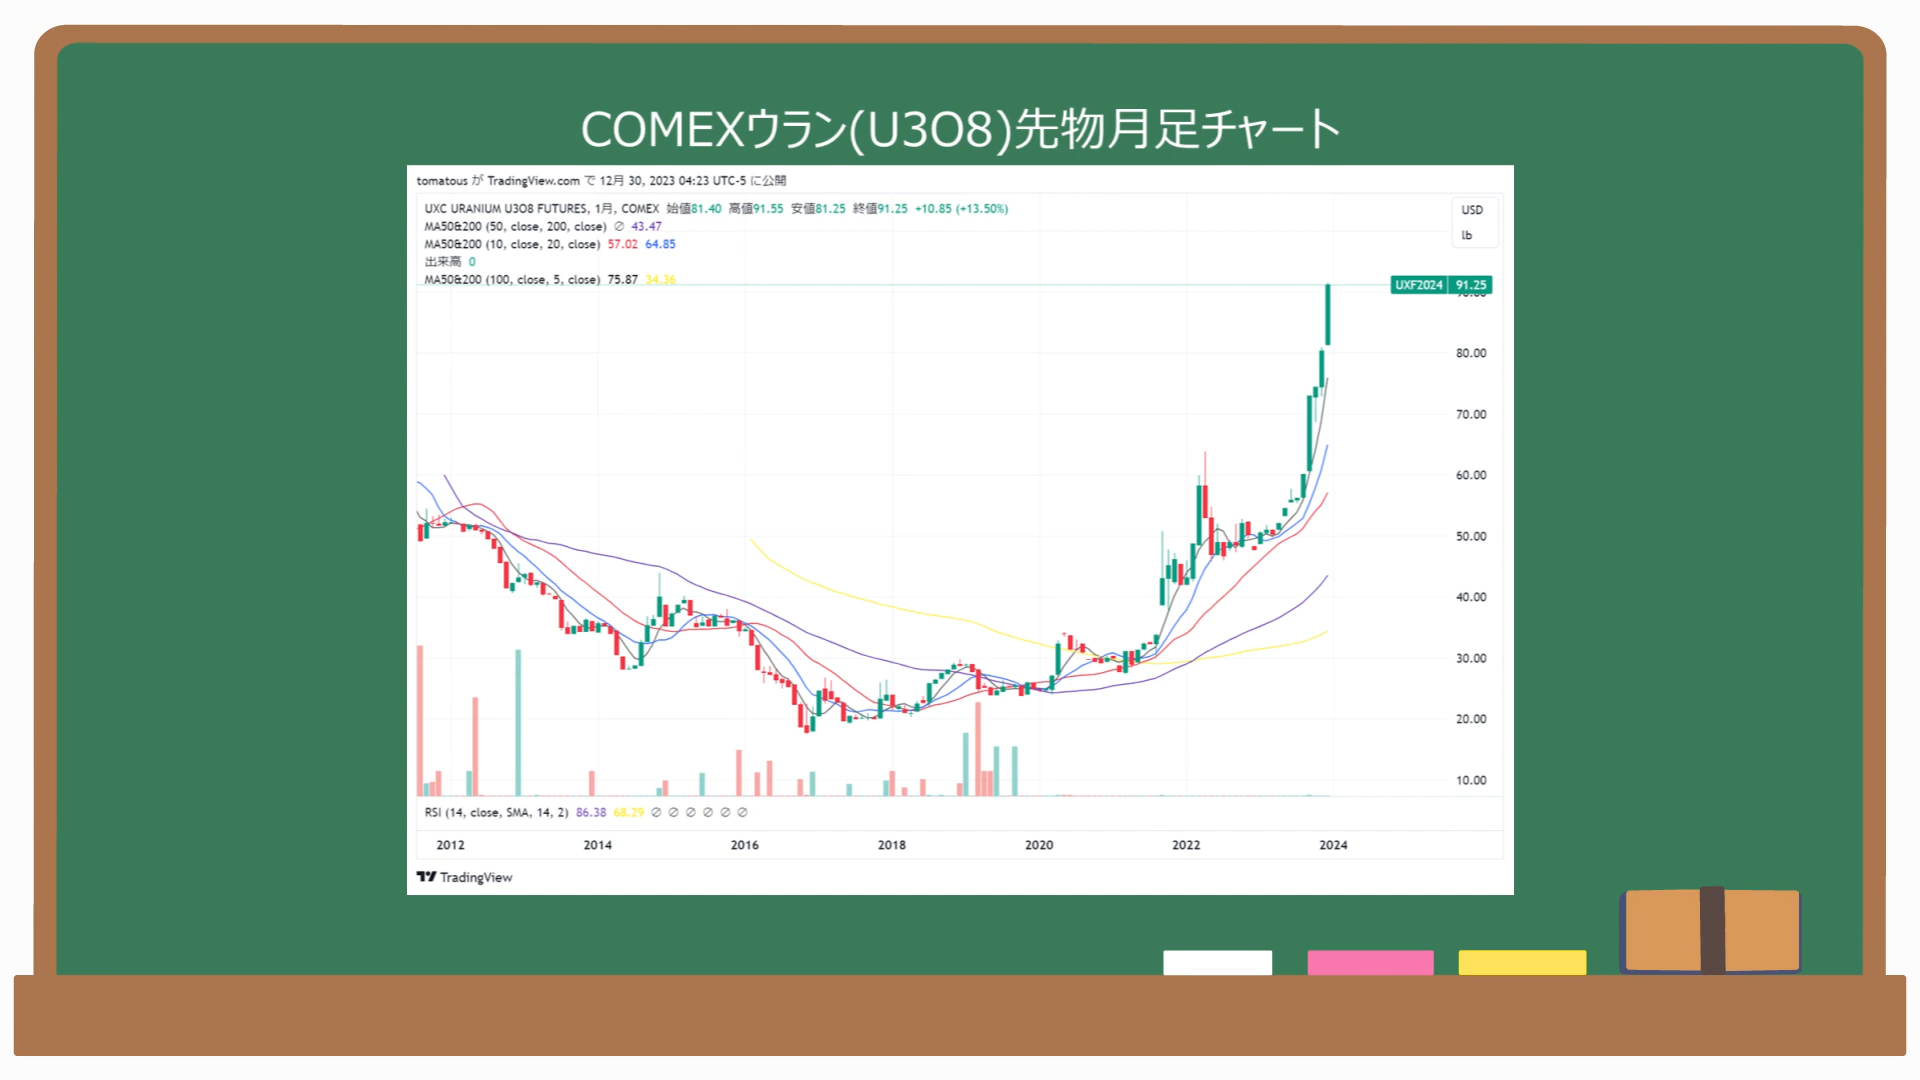 COMEXウラン(U3O8)先物月足チャート
tomatous が TradingView.com で 12月 30, 2023 04:23 UTC-5 に公開
UXC URANIUM U3O8 FUTURES, 1月, COMEX 始値81.40 高値91.55 安値81.25 終値91.25 +10.85 (+13.50%)
MA50&200 (50, close, 200, close) ∅ 43.47
MA50&200 (10, close, 20, close) 57.02 64.85
出来高 0
MA50&200 (100, close, 5, close) 75.87 34.36
USD
lb
UXF2024 91.25
80.00
70.00
60.00
50.00
40.00
30.00
20.00
10.00
RSI (14, close, SMA, 14, 2) 86.38 68.29 ∅ ∅ ∅ ∅ ∅ ∅
2012 2014 2016 2018 2020 2022 2024
TradingView